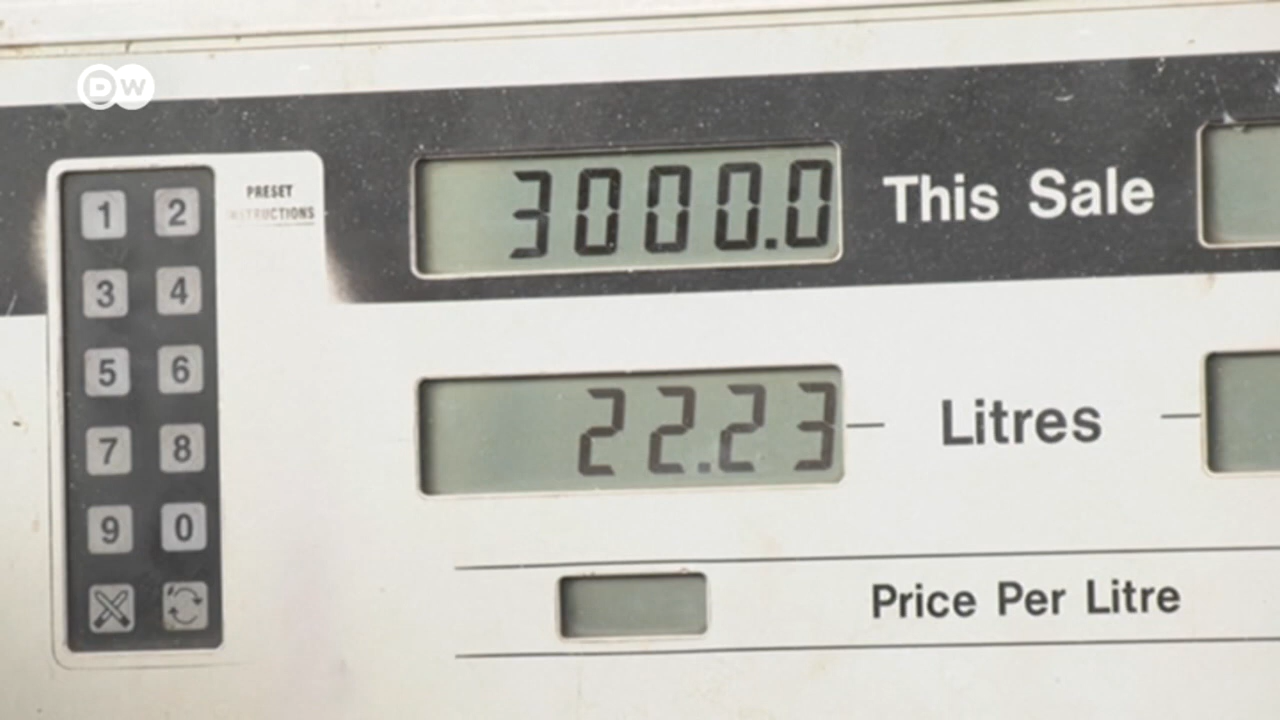 DW
PRESET
INSTRUCTIONS
1 2
3 4
5 6
7 8
9 0
3000.0
This Sale
22.23
Litres
Price Per Litre